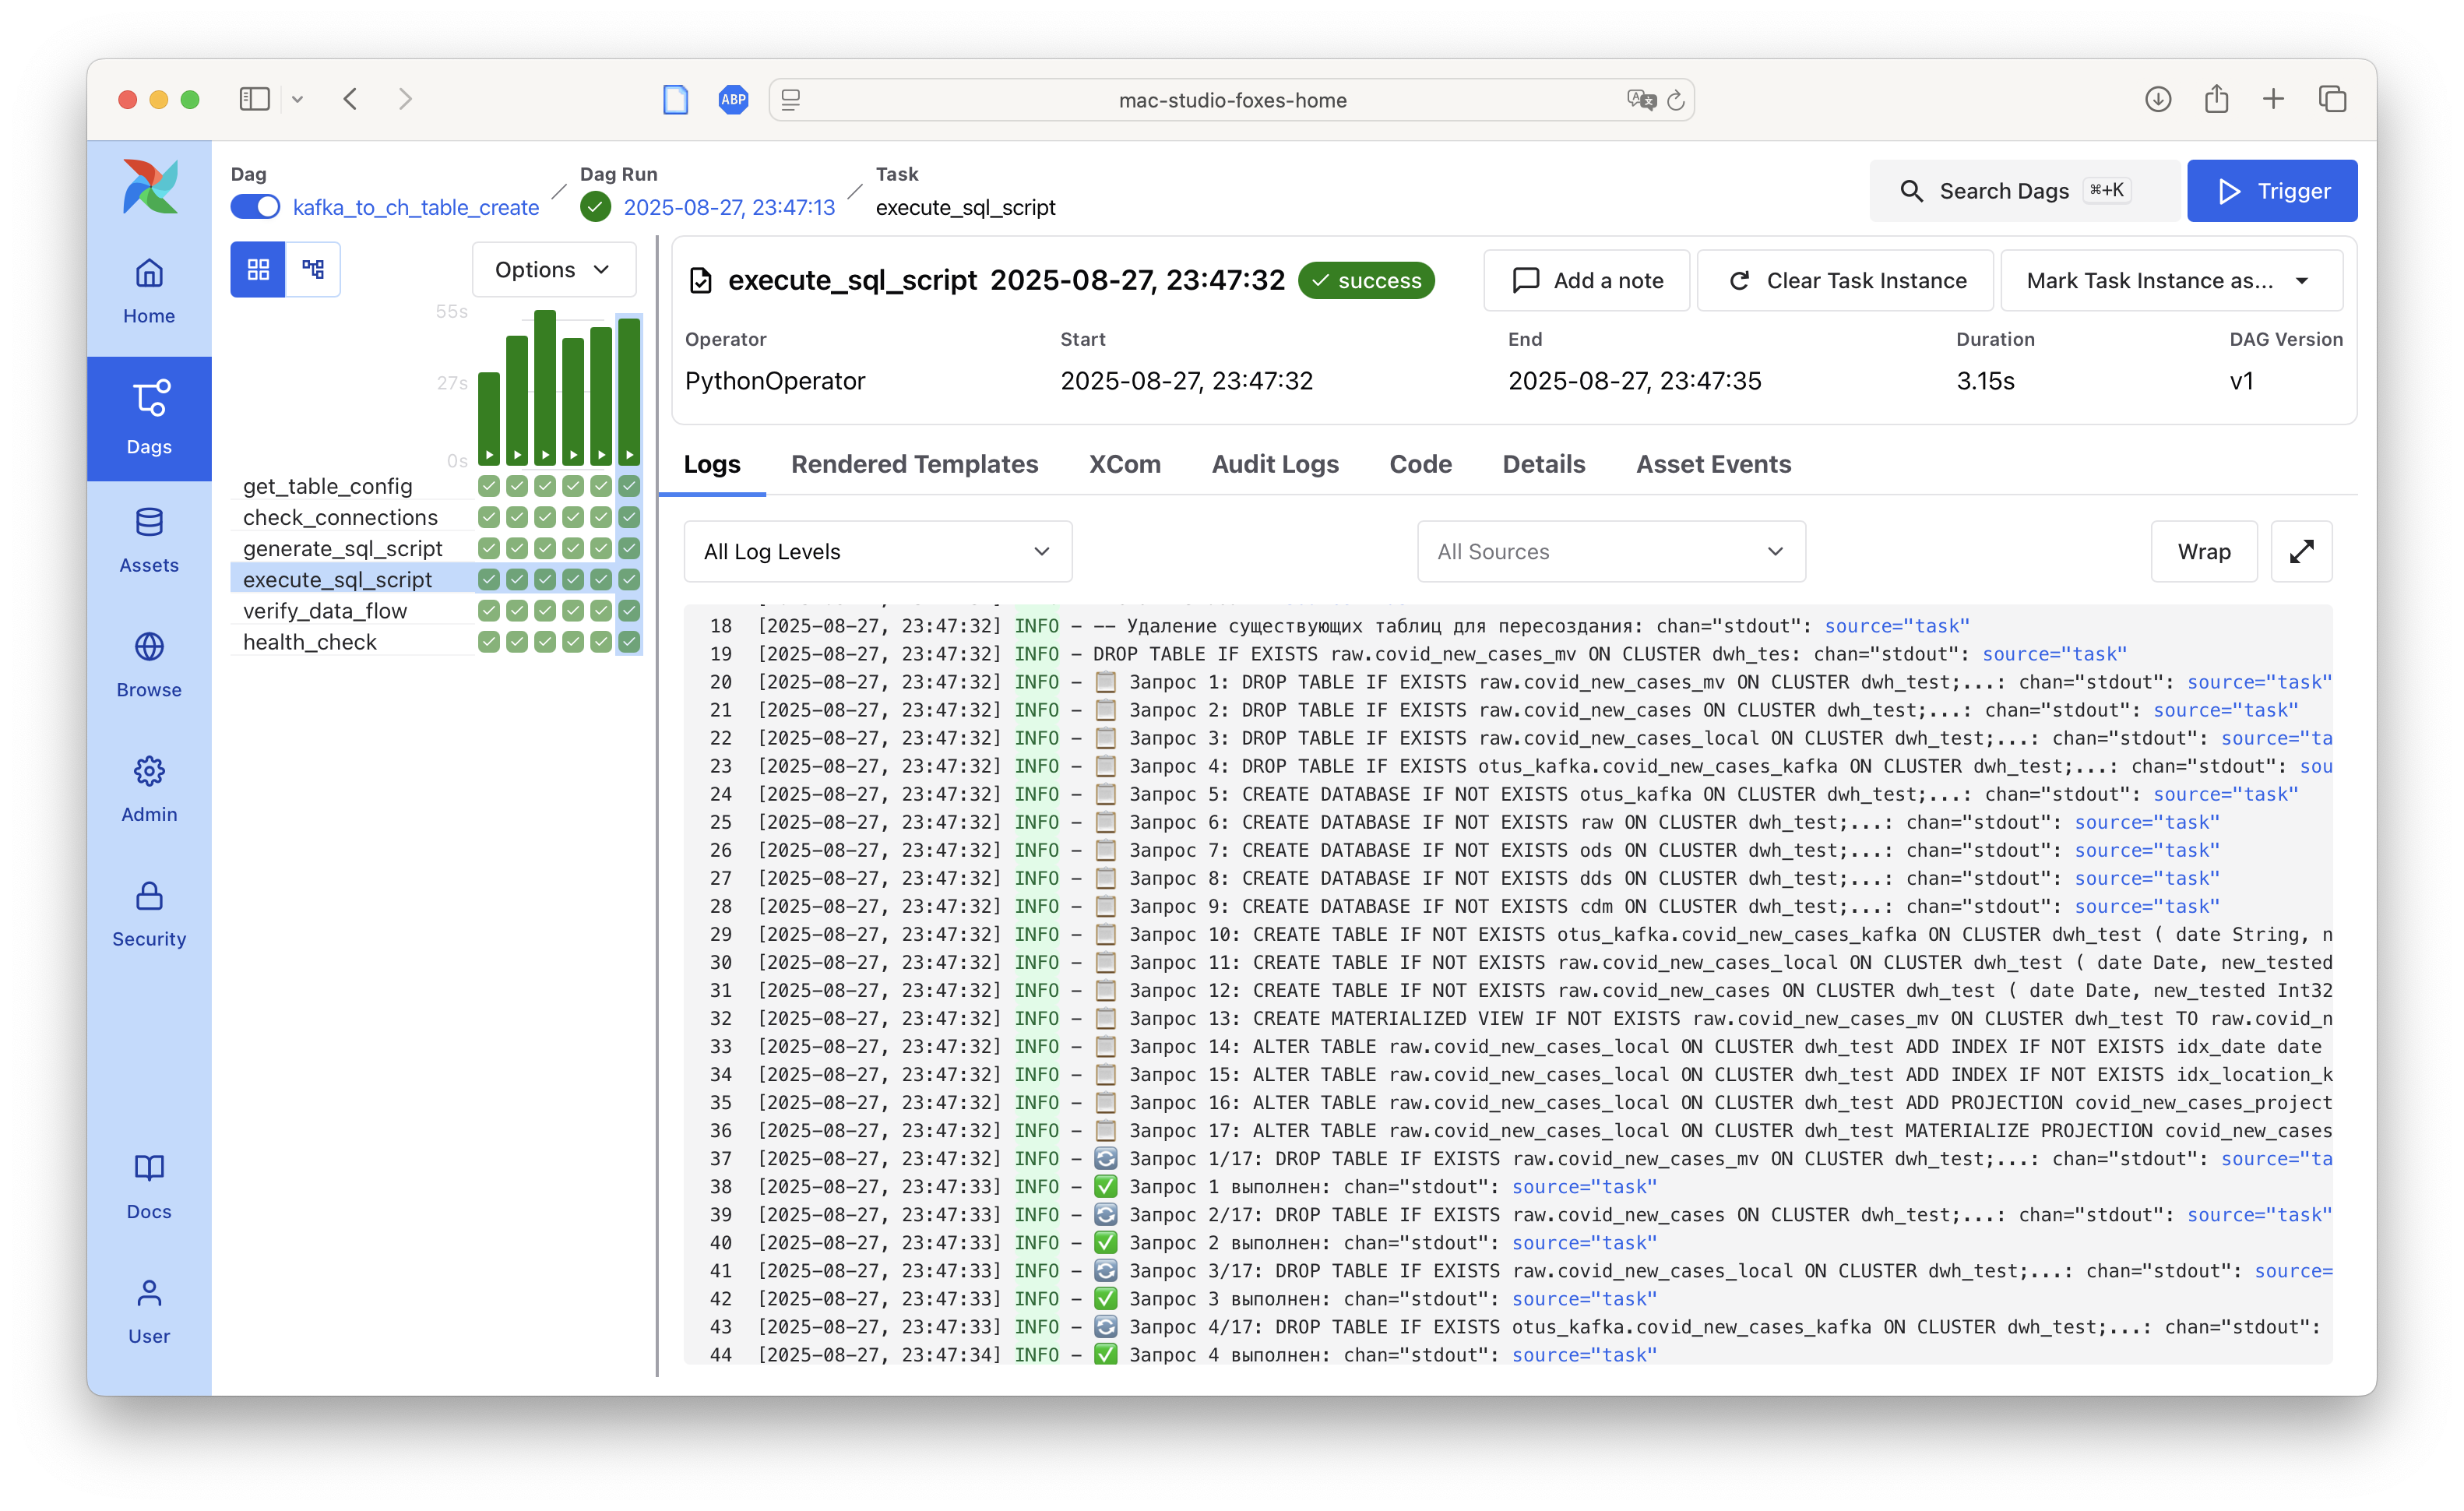 ABP
mac-studio-foxes-home
Dag
kafka_to_ch_table_create
Dag Run
2025-08-27, 23:47:13
Task
execute_sql_script
Search Dags ⌘+K
Trigger
Home
Dags
Assets
Browse
Admin
Security
Docs
User
Options
55s
27s
0s
get_table_config
check_connections
generate_sql_script
execute_sql_script
verify_data_flow
health_check
execute_sql_script 2025-08-27, 23:47:32 success
Add a note
Clear Task Instance
Mark Task Instance as...
Operator Start End Duration DAG Version
PythonOperator 2025-08-27, 23:47:32 2025-08-27, 23:47:35 3.15s v1
Logs Rendered Templates XCom Audit Logs Code Details Asset Events
All Log Levels
All Sources
Wrap
18 [2025-08-27, 23:47:32] INFO - -- Удаление существующих таблиц для пересоздания: chan="stdout": source="task"
19 [2025-08-27, 23:47:32] INFO - DROP TABLE IF EXISTS raw.covid_new_cases_mv ON CLUSTER dwh_tes: chan="stdout": source="task"
20 [2025-08-27, 23:47:32] INFO - 📋 Запрос 1: DROP TABLE IF EXISTS raw.covid_new_cases_mv ON CLUSTER dwh_test;...: chan="stdout": source="task"
21 [2025-08-27, 23:47:32] INFO - 📋 Запрос 2: DROP TABLE IF EXISTS raw.covid_new_cases ON CLUSTER dwh_test;...: chan="stdout": source="task"
22 [2025-08-27, 23:47:32] INFO - 📋 Запрос 3: DROP TABLE IF EXISTS raw.covid_new_cases_local ON CLUSTER dwh_test;...: chan="stdout": source="ta
23 [2025-08-27, 23:47:32] INFO - 📋 Запрос 4: DROP TABLE IF EXISTS otus_kafka.covid_new_cases_kafka ON CLUSTER dwh_test;...: chan="stdout": sou
24 [2025-08-27, 23:47:32] INFO - 📋 Запрос 5: CREATE DATABASE IF NOT EXISTS otus_kafka ON CLUSTER dwh_test;...: chan="stdout": source="task"
25 [2025-08-27, 23:47:32] INFO - 📋 Запрос 6: CREATE DATABASE IF NOT EXISTS raw ON CLUSTER dwh_test;...: chan="stdout": source="task"
26 [2025-08-27, 23:47:32] INFO - 📋 Запрос 7: CREATE DATABASE IF NOT EXISTS ods ON CLUSTER dwh_test;...: chan="stdout": source="task"
27 [2025-08-27, 23:47:32] INFO - 📋 Запрос 8: CREATE DATABASE IF NOT EXISTS dds ON CLUSTER dwh_test;...: chan="stdout": source="task"
28 [2025-08-27, 23:47:32] INFO - 📋 Запрос 9: CREATE DATABASE IF NOT EXISTS cdm ON CLUSTER dwh_test;...: chan="stdout": source="task"
29 [2025-08-27, 23:47:32] INFO - 📋 Запрос 10: CREATE TABLE IF NOT EXISTS otus_kafka.covid_new_cases_kafka ON CLUSTER dwh_test ( date String, n
30 [2025-08-27, 23:47:32] INFO - 📋 Запрос 11: CREATE TABLE IF NOT EXISTS raw.covid_new_cases_local ON CLUSTER dwh_test ( date Date, new_tested
31 [2025-08-27, 23:47:32] INFO - 📋 Запрос 12: CREATE TABLE IF NOT EXISTS raw.covid_new_cases ON CLUSTER dwh_test ( date Date, new_tested Int32
32 [2025-08-27, 23:47:32] INFO - 📋 Запрос 13: CREATE MATERIALIZED VIEW IF NOT EXISTS raw.covid_new_cases_mv ON CLUSTER dwh_test TO raw.covid_n
33 [2025-08-27, 23:47:32] INFO - 📋 Запрос 14: ALTER TABLE raw.covid_new_cases_local ON CLUSTER dwh_test ADD INDEX IF NOT EXISTS idx_date date
34 [2025-08-27, 23:47:32] INFO - 📋 Запрос 15: ALTER TABLE raw.covid_new_cases_local ON CLUSTER dwh_test ADD INDEX IF NOT EXISTS idx_location_k
35 [2025-08-27, 23:47:32] INFO - 📋 Запрос 16: ALTER TABLE raw.covid_new_cases_local ON CLUSTER dwh_test ADD PROJECTION covid_new_cases_project
36 [2025-08-27, 23:47:32] INFO - 📋 Запрос 17: ALTER TABLE raw.covid_new_cases_local ON CLUSTER dwh_test MATERIALIZE PROJECTION covid_new_cases
37 [2025-08-27, 23:47:32] INFO - 🔄 Запрос 1/17: DROP TABLE IF EXISTS raw.covid_new_cases_mv ON CLUSTER dwh_test;...: chan="stdout": source="ta
38 [2025-08-27, 23:47:33] INFO - ✅ Запрос 1 выполнен: chan="stdout": source="task"
39 [2025-08-27, 23:47:33] INFO - 🔄 Запрос 2/17: DROP TABLE IF EXISTS raw.covid_new_cases ON CLUSTER dwh_test;...: chan="stdout": source="task"
40 [2025-08-27, 23:47:33] INFO - ✅ Запрос 2 выполнен: chan="stdout": source="task"
41 [2025-08-27, 23:47:33] INFO - 🔄 Запрос 3/17: DROP TABLE IF EXISTS raw.covid_new_cases_local ON CLUSTER dwh_test;...: chan="stdout": source=
42 [2025-08-27, 23:47:33] INFO - ✅ Запрос 3 выполнен: chan="stdout": source="task"
43 [2025-08-27, 23:47:33] INFO - 🔄 Запрос 4/17: DROP TABLE IF EXISTS otus_kafka.covid_new_cases_kafka ON CLUSTER dwh_test;...: chan="stdout":
44 [2025-08-27, 23:47:34] INFO - ✅ Запрос 4 выполнен: chan="stdout": source="task"